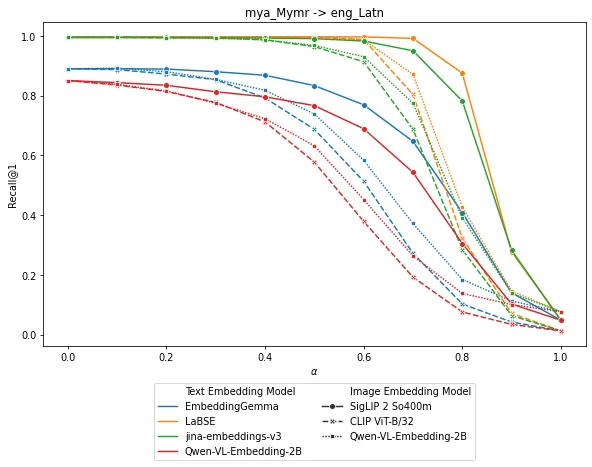 mya_Mymr -> eng_Latn
Recall@1
1.0
0.8
0.6
0.4
0.2
0.0
0.0 0.2 0.4 0.6 0.8 1.0
α
Text Embedding Model
EmbeddingGemma
LaBSE
jina-embeddings-v3
Qwen-VL-Embedding-2B
Image Embedding Model
SigLIP 2 So400m
CLIP ViT-B/32
Qwen-VL-Embedding-2B